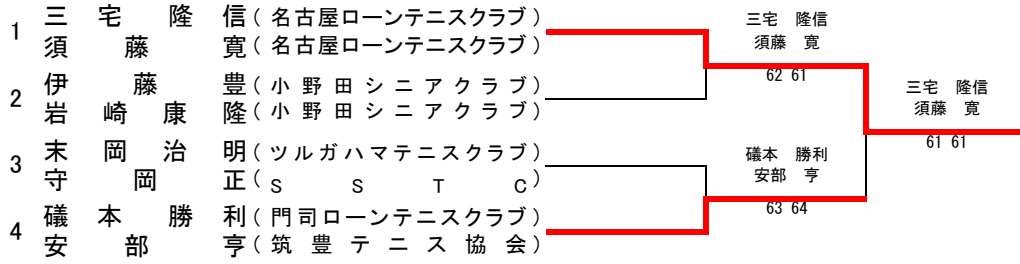 1 三宅 隆信(名古屋ローンテニスクラブ)
須藤 寛(名古屋ローンテニスクラブ)
2 伊藤 豊(小野田シニアクラブ)
岩崎康隆(小野田シニアクラブ)
3 末岡治明(ツルガハマテニスクラブ)
守岡 正(SSTC)
4 礒本勝利(門司ローンテニスクラブ)
安部 亨(筑豊テニス協会)
三宅 隆信
須藤 寛
62 61
礒本 勝利
安部 亨
63 64
三宅 隆信
須藤 寛
61 61